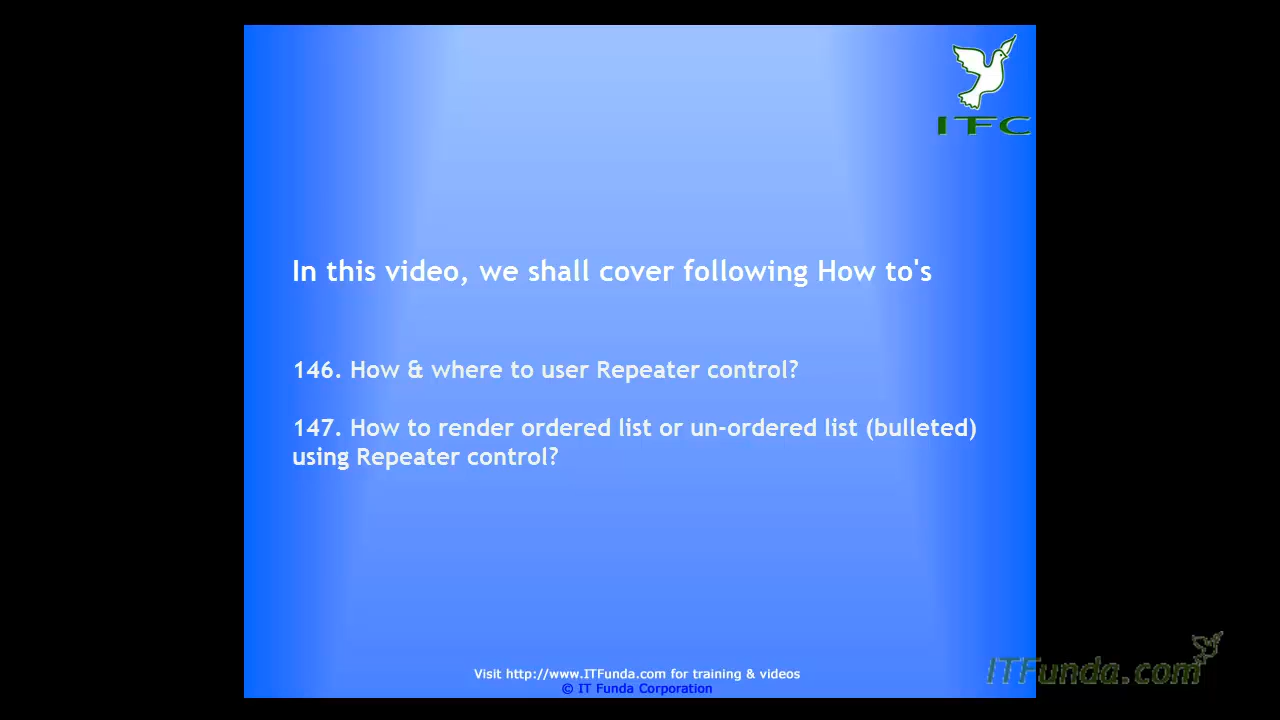 ITC
In this video, we shall cover following How to's
146. How & where to user Repeater control?
147. How to render ordered list or un-ordered list (bulleted)
using Repeater control?
Visit http://www.ITFunda.com for training & videos
© IT Funda Corporation
ITFunda.com